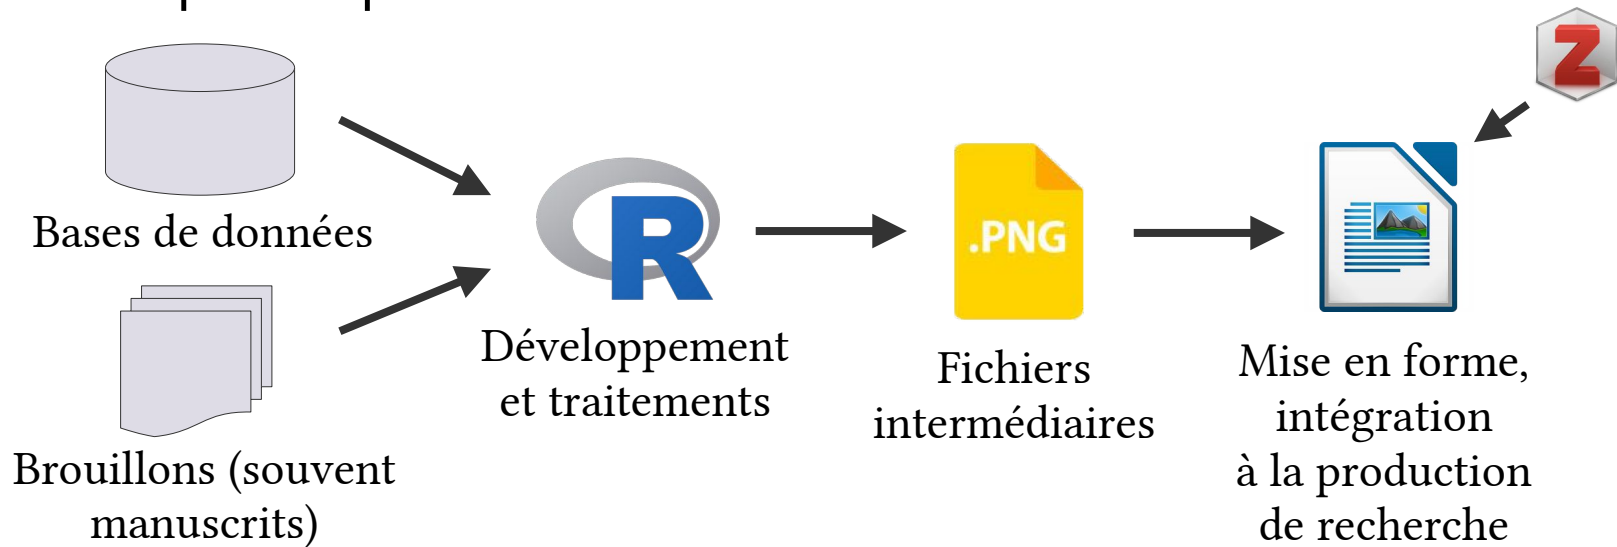 Bases de données
Brouillons (souvent
manuscrits)
R
Développement
et traitements
.PNG
Fichiers
intermédiaires
Z
Mise en forme,
intégration
à la production
de recherche